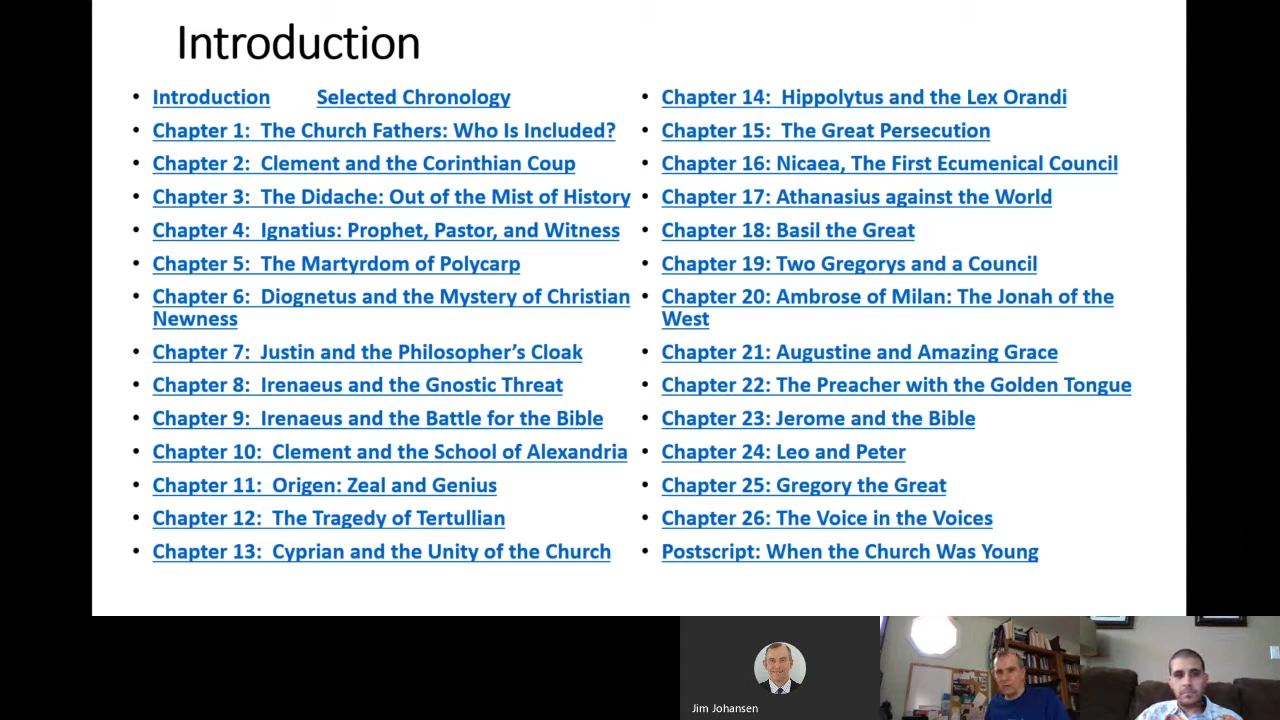 Introduction
Introduction Selected Chronology
Chapter 1: The Church Fathers: Who Is Included?
Chapter 2: Clement and the Corinthian Coup
Chapter 3: The Didache: Out of the Mist of History
Chapter 4: Ignatius: Prophet, Pastor, and Witness
Chapter 5: The Martyrdom of Polycarp
Chapter 6: Diognetus and the Mystery of Christian
Newness
Chapter 7: Justin and the Philosopher’s Cloak
Chapter 8: Irenaeus and the Gnostic Threat
Chapter 9: Irenaeus and the Battle for the Bible
Chapter 10: Clement and the School of Alexandria
Chapter 11: Origen: Zeal and Genius
Chapter 12: The Tragedy of Tertullian
Chapter 13: Cyprian and the Unity of the Church
Chapter 14: Hippolytus and the Lex Orandi
Chapter 15: The Great Persecution
Chapter 16: Nicaea, The First Ecumenical Council
Chapter 17: Athanasius against the World
Chapter 18: Basil the Great
Chapter 19: Two Gregorys and a Council
Chapter 20: Ambrose of Milan: The Jonah of the
West
Chapter 21: Augustine and Amazing Grace
Chapter 22: The Preacher with the Golden Tongue
Chapter 23: Jerome and the Bible
Chapter 24: Leo and Peter
Chapter 25: Gregory the Great
Chapter 26: The Voice in the Voices
Postscript: When the Church Was Young
Jim Johansen